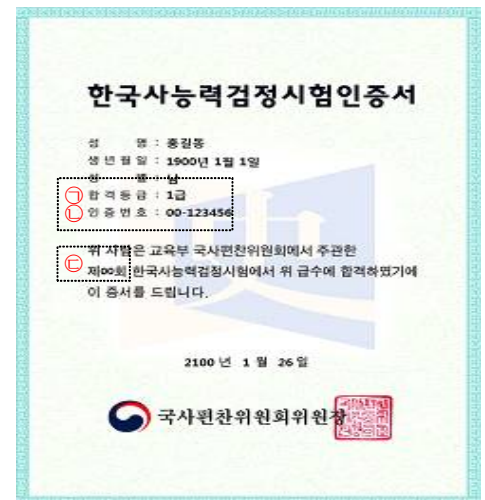 한국사능력검정시험인증서
성 명 : 홍길동
생 년 월 일 : 1900년 1월 1일
성 별 : 남
㉠ 합 격 등 급 : 1급
㉡ 인 증 번 호 : 00-123456
위 사람은 교육부 국사편찬위원회에서 주관한
㉢ 제00회 한국사능력검정시험에서 위 급수에 합격하였기에
이 증서를 드립니다.
2100 년 1 월 26 일
국사편찬위원회위원장